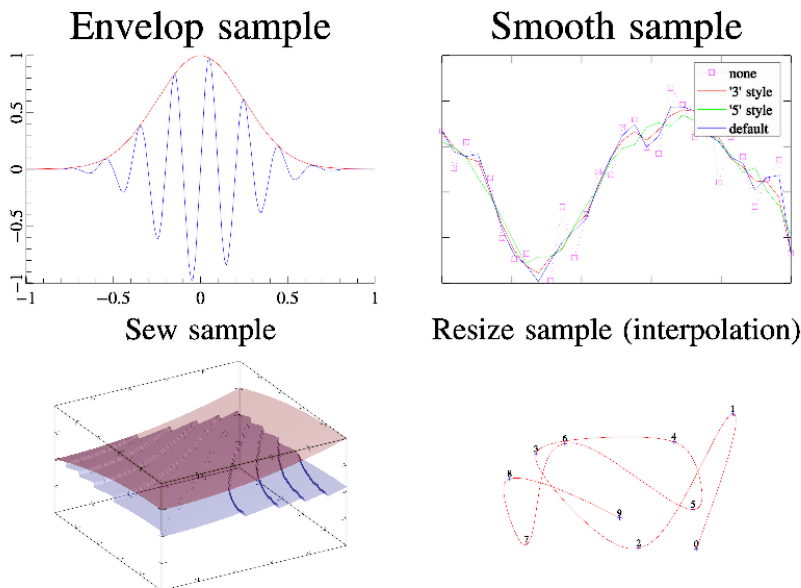 Envelop sample
Smooth sample
1
0.5
0
−0.5
−1
−1
−0.5
0
0.5
1
none
'3' style
'5' style
default
Sew sample
Resize sample (interpolation)
1
3
6
4
8
5
9
7
2
0